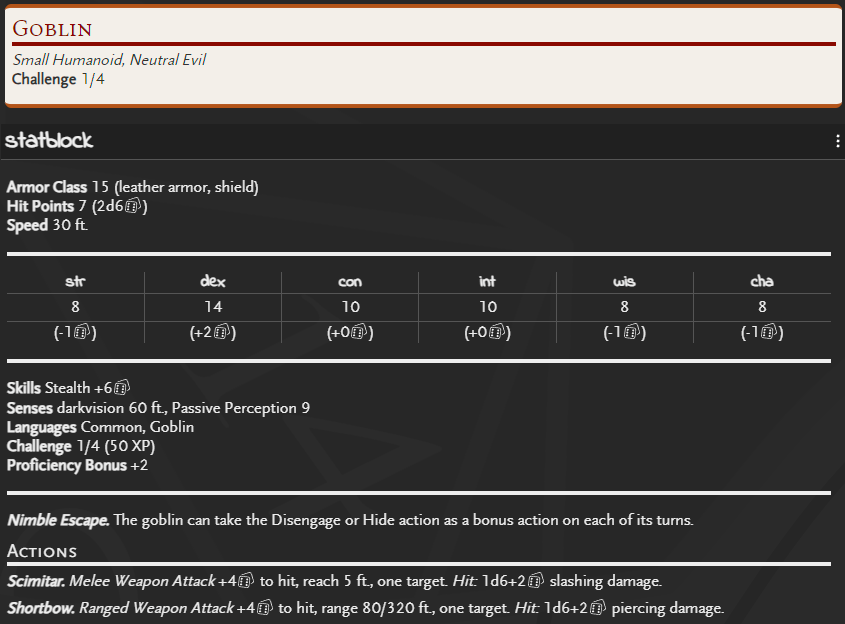 Goblin
Small Humanoid, Neutral Evil
Challenge 1/4
statblock
Armor Class 15 (leather armor, shield)
Hit Points 7 (2d6)
Speed 30 ft.
str dex con int wis cha
8 14 10 10 8 8
(-1) (+2) (+0) (+0) (-1) (-1)
Skills Stealth +6
Senses darkvision 60 ft., Passive Perception 9
Languages Common, Goblin
Challenge 1/4 (50 XP)
Proficiency Bonus +2
Nimble Escape. The goblin can take the Disengage or Hide action as a bonus action on each of its turns.
Actions
Scimitar. Melee Weapon Attack +4 to hit, reach 5 ft., one target. Hit: 1d6+2 slashing damage.
Shortbow. Ranged Weapon Attack +4 to hit, range 80/320 ft., one target. Hit: 1d6+2 piercing damage.